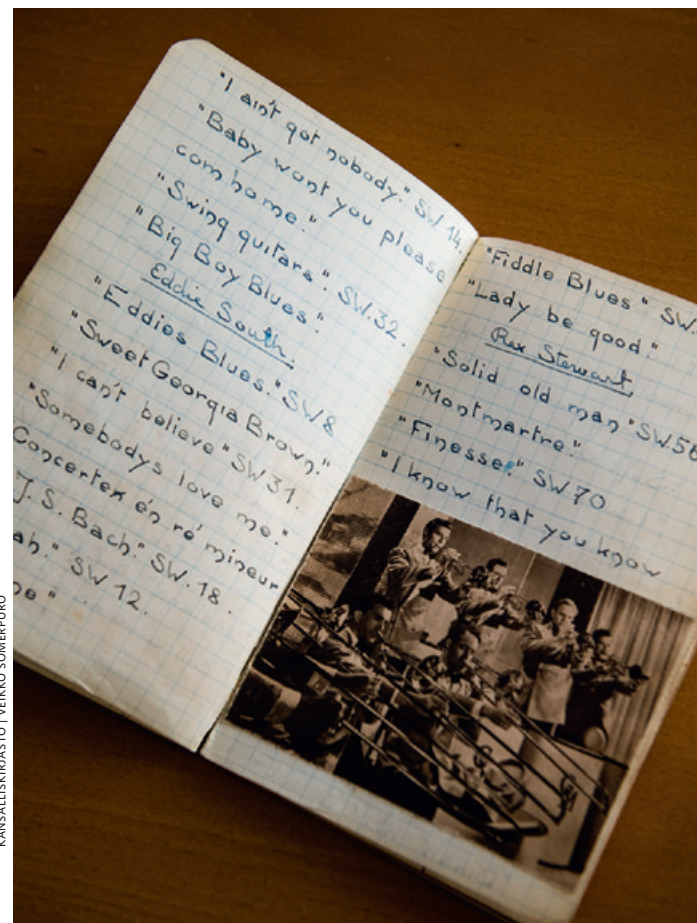 "I ain't got nobody." SW 14.
"Baby wont you please
com home."
"Swing guitars". SW.32.
"Big Boy Blues."
Eddie South.
"Eddies Blues." SW8
"Sweet Georgia Brown."
"I can't believe" SW 31.
"Somebodys love me."
Concerter én ré mineur
J. S. Bach." SW.18.
ah." SW 12.
"Fiddle Blues" SW.
"Lady be good."
Rex Stewart
"Solid old man "SW.56
"Montmartre."
"Finesse." SW 70
"I know that you know
KANSALLISKIRJASTO | VEIKKO SOMERPURO